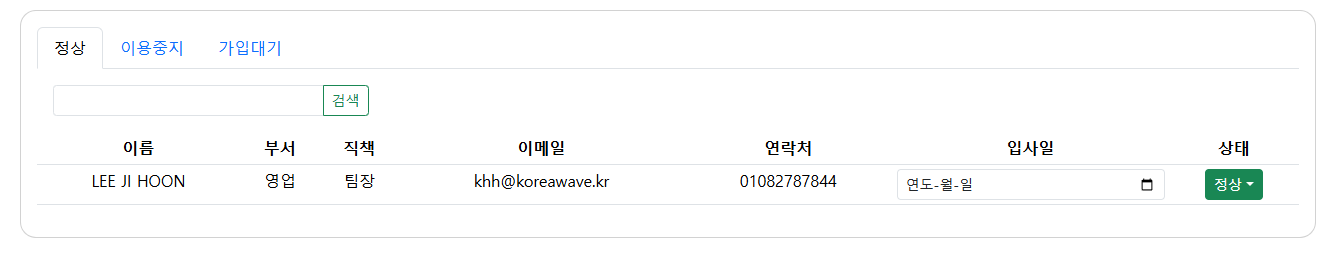 정상 이용중지 가입대기
검색
이름 부서 직책 이메일 연락처 입사일 상태
LEE JI HOON 영업 팀장 khh@koreawave.kr 01082787844 연도-월-일 정상